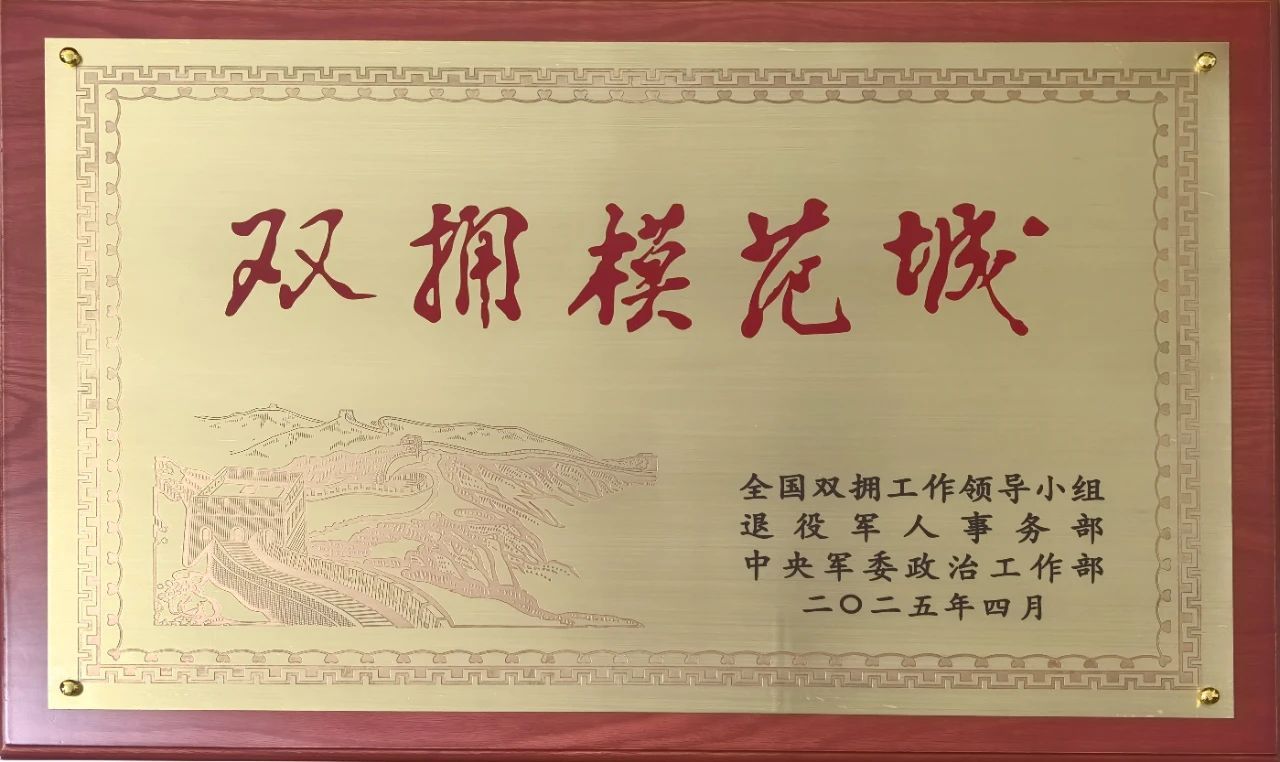 双拥模范城
全国双拥工作领导小组
退役军人事务部
中央军委政治工作部
二〇二五年四月